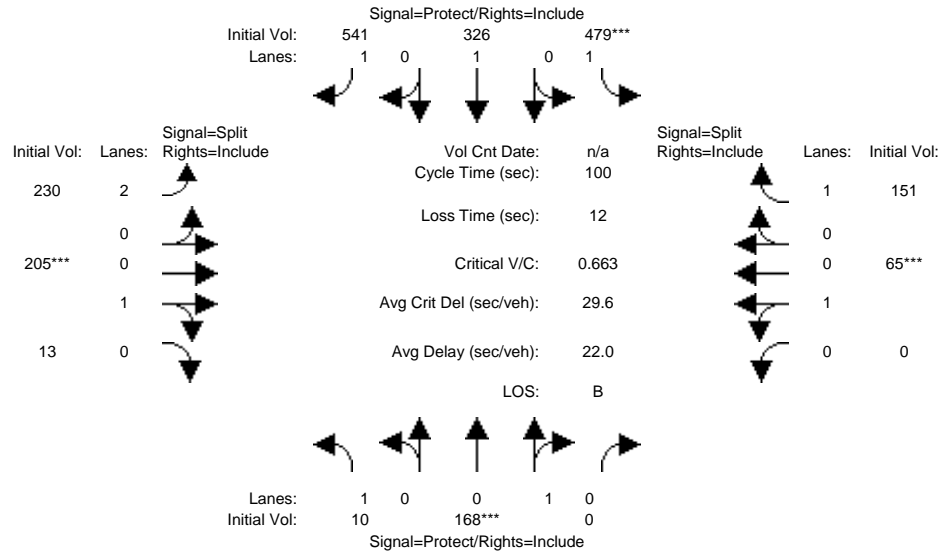 Signal=Protect/Rights=Include
Initial Vol: 541 326 479***
Lanes: 1 0 1 0 1
Signal=Split
Initial Vol: Lanes: Rights=Include
Vol Cnt Date: n/a
Signal=Split
Rights=Include Lanes: Initial Vol:
Cycle Time (sec): 100
230 2
1 151
Loss Time (sec): 12
0
0
205*** 0
Critical V/C: 0.663
0 65***
1
Avg Crit Del (sec/veh): 29.6
1
13 0
Avg Delay (sec/veh): 22.0
0 0
LOS: B
Lanes: 1 0 0 1 0
Initial Vol: 10 168*** 0
Signal=Protect/Rights=Include